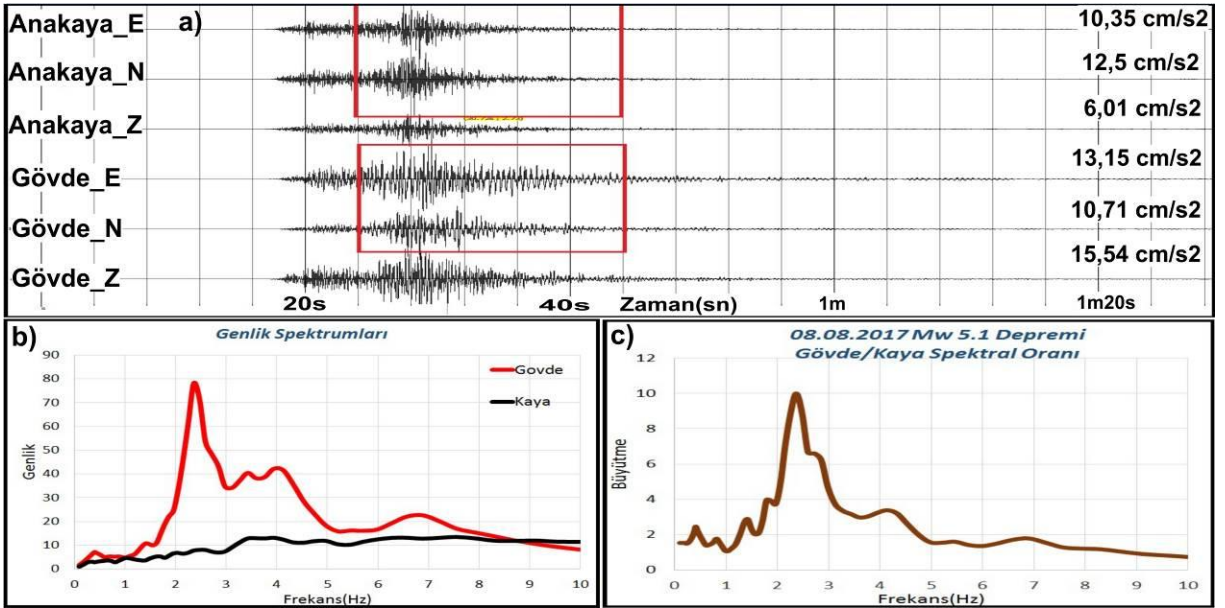 a)
Anakaya_E
10,35 cm/s2
Anakaya_N
12,5 cm/s2
6,01 cm/s2
Anakaya_Z
13,15 cm/s2
Gövde_E
10,71 cm/s2
Gövde_N
15,54 cm/s2
Gövde_Z
20s 40s Zaman(sn) 1m 1m20s
b)
Genlik Spektrumları
90
80
70
60
50
40
30
20
10
0
Genlik
Govde
Kaya
0 1 2 3 4 5 6 7 8 9 10
Frekans(Hz)
c)
08.08.2017 Mw 5.1 Depremi
Gövde/Kaya Spektral Oranı
12
10
8
6
4
2
0
Büyütme
0 1 2 3 4 5 6 7 8 9 10
Frekans(Hz)